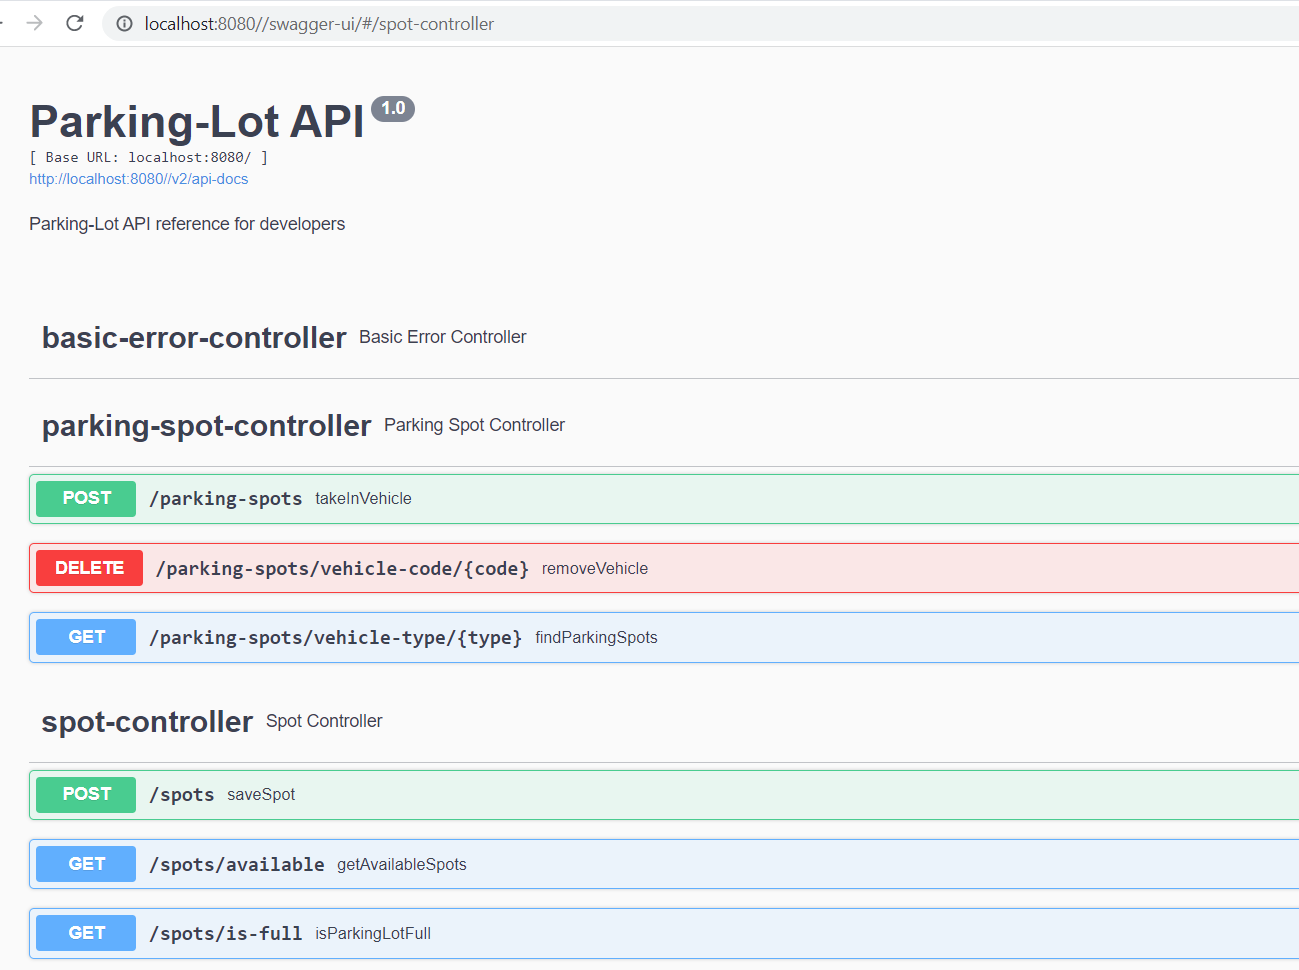 localhost:8080//swagger-ui/#/spot-controller
Parking-Lot API 1.0
[ Base URL: localhost:8080/ ]
http://localhost:8080//v2/api-docs
Parking-Lot API reference for developers
basic-error-controller Basic Error Controller
parking-spot-controller Parking Spot Controller
POST /parking-spots takeInVehicle
DELETE /parking-spots/vehicle-code/{code} removeVehicle
GET /parking-spots/vehicle-type/{type} findParkingSpots
spot-controller Spot Controller
POST /spots saveSpot
GET /spots/available getAvailableSpots
GET /spots/is-full isParkingLotFull